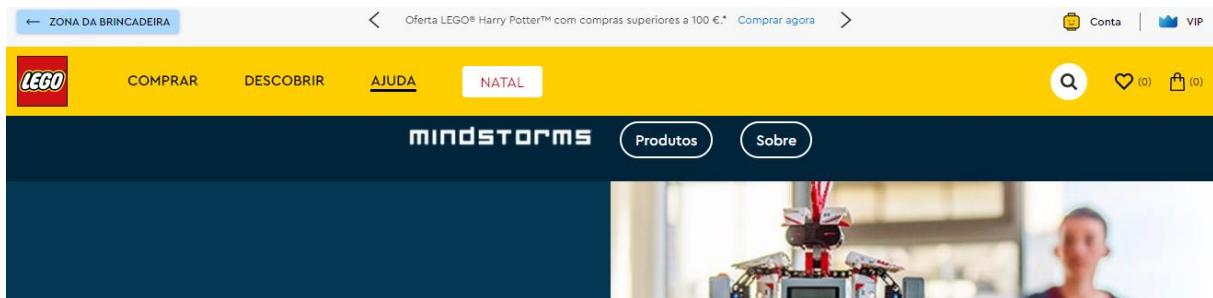 ← ZONA DA BRINCADEIRA
Oferta LEGO® Harry Potter™ com compras superiores a 100 €.* Comprar agora
Conta
VIP
LEGO
COMPRAR
DESCOBRIR
AJUDA
NATAL
(0)
(0)
mindstorms
Produtos
Sobre